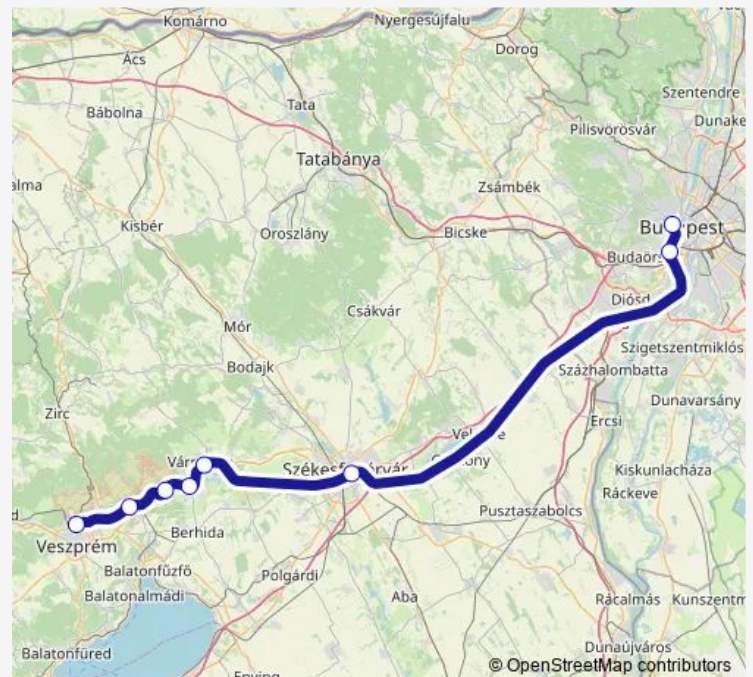 Komárno
Nyergesújfalu
Ács
Dorog
Szentendre
Bábolna
Tata
Dunake
Pilisvörösvár
Tatabánya
alma
Zsámbék
Kisbér
Oroszlány
Bicske
Budaörs
Diósd
Csákvár
Mór
Szigetszentmiklós
Bodajk
Százhalombatta
Zirc
Dunavarsány
Ercsi
Kiskunlacháza
Ráckeve
Pusztaszabolcs
Berhida
Veszprém
Balatonfűzfő
Polgárdi
Balatonalmádi
Aba
Rácalmás
Kunszentm
Dunaújváros
Balatonfüred
Enying
© OpenStreetMap contributors